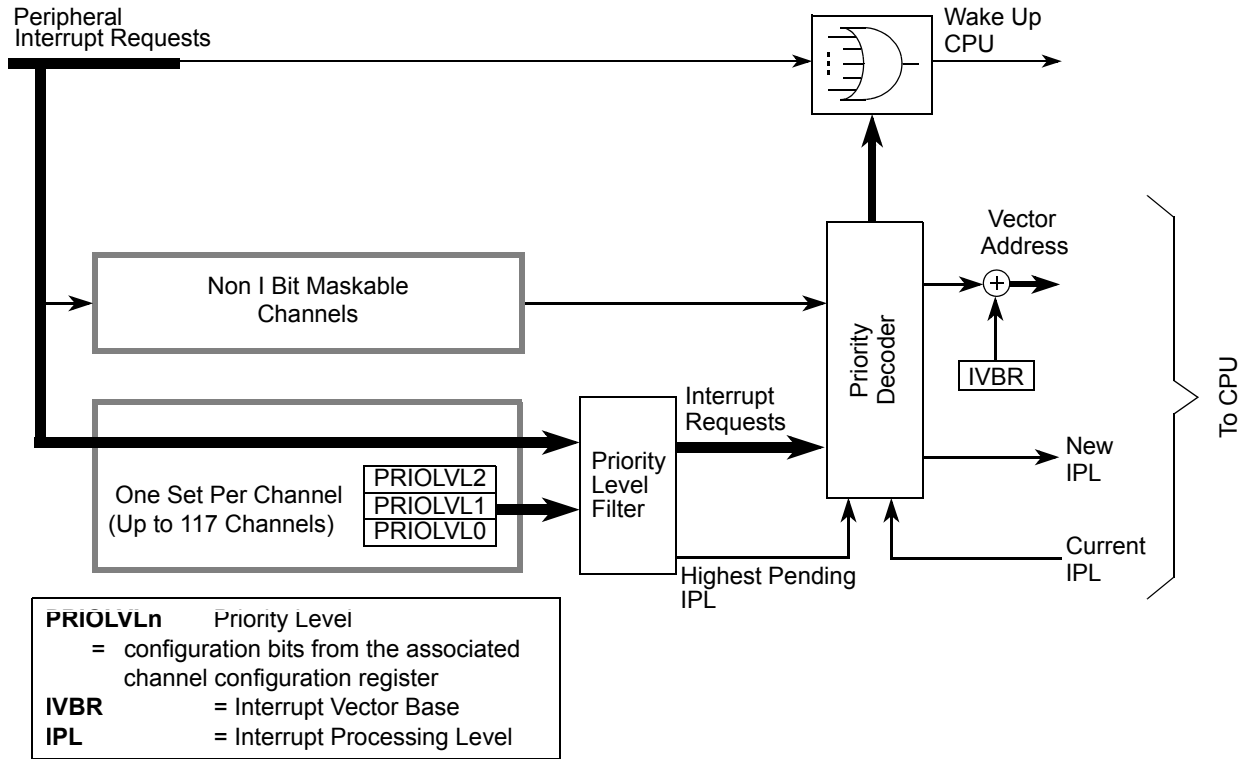 Peripheral
Interrupt Requests
Wake Up
CPU
Non I Bit Maskable
Channels
Priority
Decoder
Vector
Address
+
IVBR
To CPU
Interrupt
Requests
New
IPL
One Set Per Channel
(Up to 117 Channels)
PRIOLVL2
PRIOLVL1
PRIOLVL0
Priority
Level
Filter
Highest Pending
IPL
Current
IPL
PRIOLVLn Priority Level
= configuration bits from the associated
channel configuration register
IVBR = Interrupt Vector Base
IPL = Interrupt Processing Level